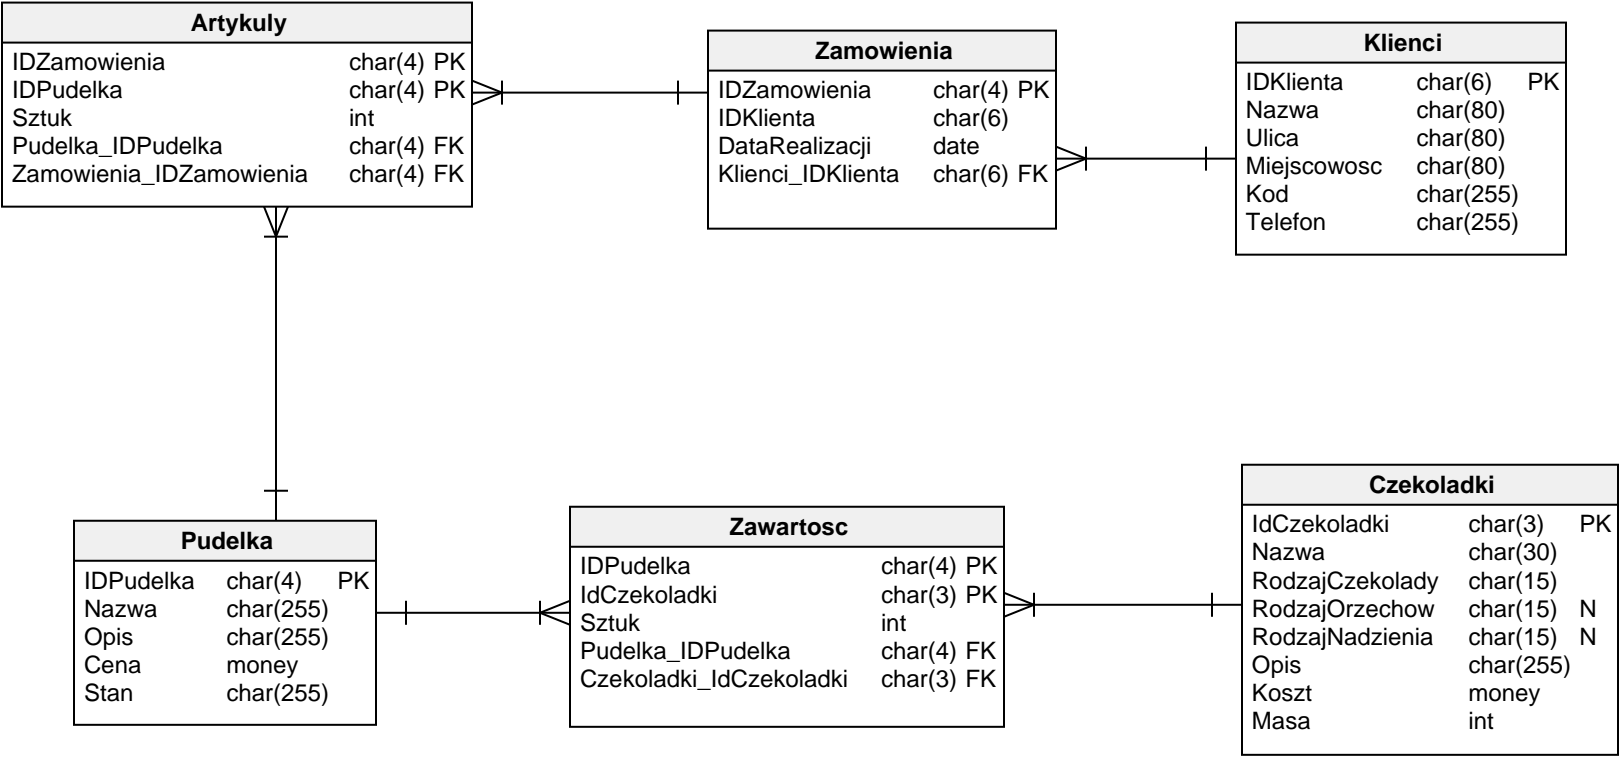 Artykuly
IDZamowienia char(4) PK
IDPudelka char(4) PK
Sztuk int
Pudelka_IDPudelka char(4) FK
Zamowienia_IDZamowienia char(4) FK
Zamowienia
IDZamowienia char(4) PK
IDKlienta char(6)
DataRealizacji date
Klienci_IDKlienta char(6) FK
Klienci
IDKlienta char(6) PK
Nazwa char(80)
Ulica char(80)
Miejscowosc char(80)
Kod char(255)
Telefon char(255)
Pudelka
IDPudelka char(4) PK
Nazwa char(255)
Opis char(255)
Cena money
Stan char(255)
Zawartosc
IDPudelka char(4) PK
IdCzekoladki char(3) PK
Sztuk int
Pudelka_IDPudelka char(4) FK
Czekoladki_IdCzekoladki char(3) FK
Czekoladki
IdCzekoladki char(3) PK
Nazwa char(30)
RodzajCzekolady char(15)
RodzajOrzechow char(15) N
RodzajNadzienia char(15) N
Opis char(255)
Koszt money
Masa int